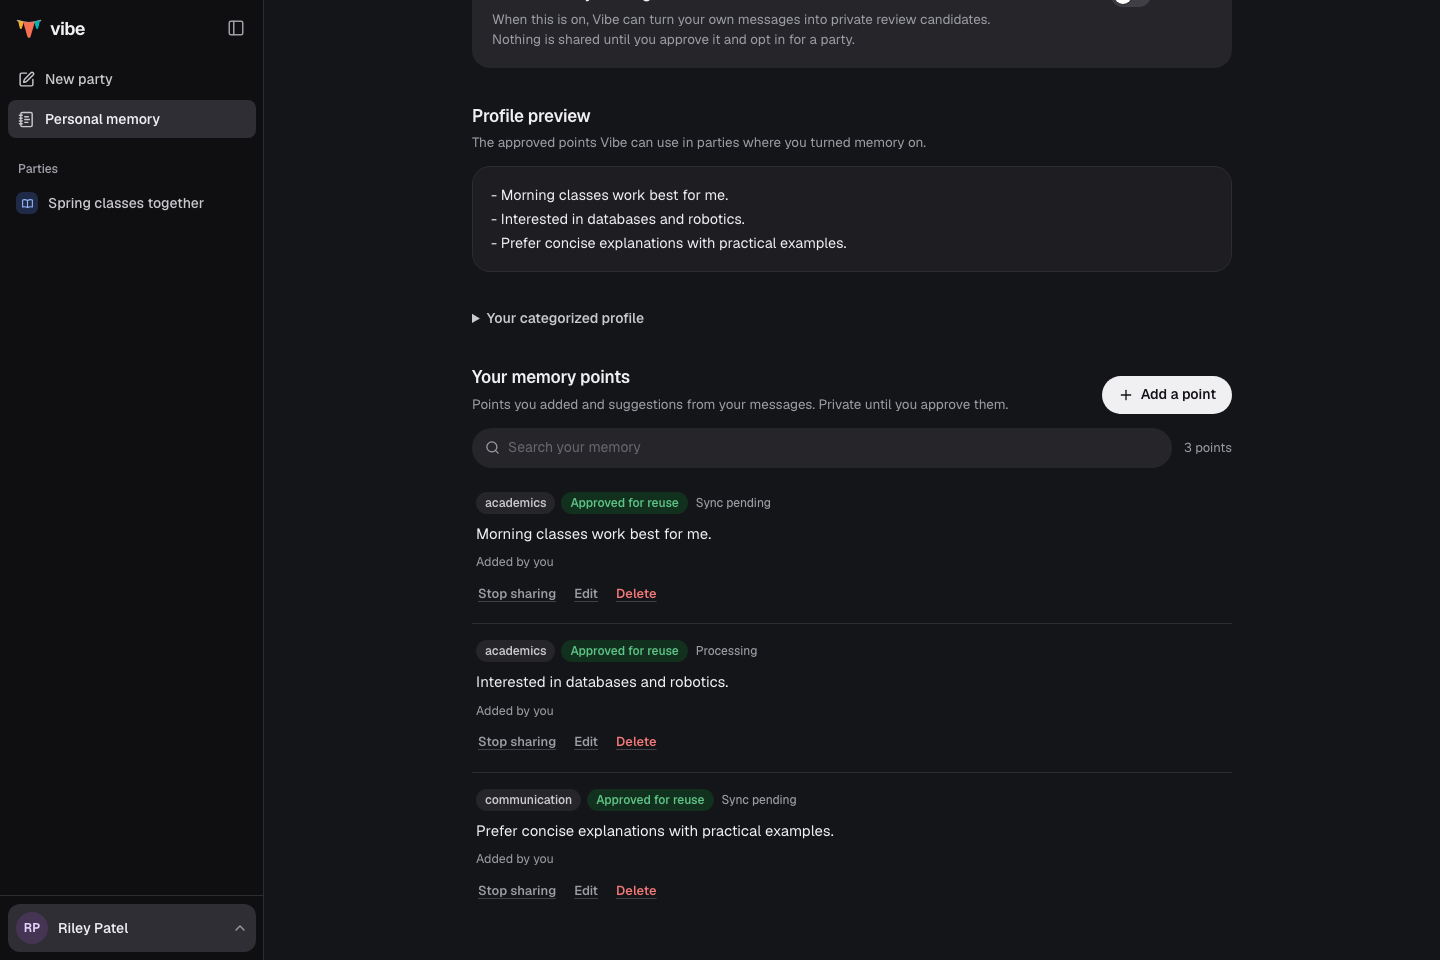 vibe
New party
Personal memory
Parties
Spring classes together
RP
Riley Patel
When this is on, Vibe can turn your own messages into private review candidates.
Nothing is shared until you approve it and opt in for a party.
Profile preview
The approved points Vibe can use in parties where you turned memory on.
- Morning classes work best for me.
- Interested in databases and robotics.
- Prefer concise explanations with practical examples.
Your categorized profile
Your memory points
Points you added and suggestions from your messages. Private until you approve them.
Add a point
Search your memory
3 points
academics Approved for reuse Sync pending
Morning classes work best for me.
Added by you
Stop sharing Edit Delete
academics Approved for reuse Processing
Interested in databases and robotics.
Added by you
Stop sharing Edit Delete
communication Approved for reuse Sync pending
Prefer concise explanations with practical examples.
Added by you
Stop sharing Edit Delete